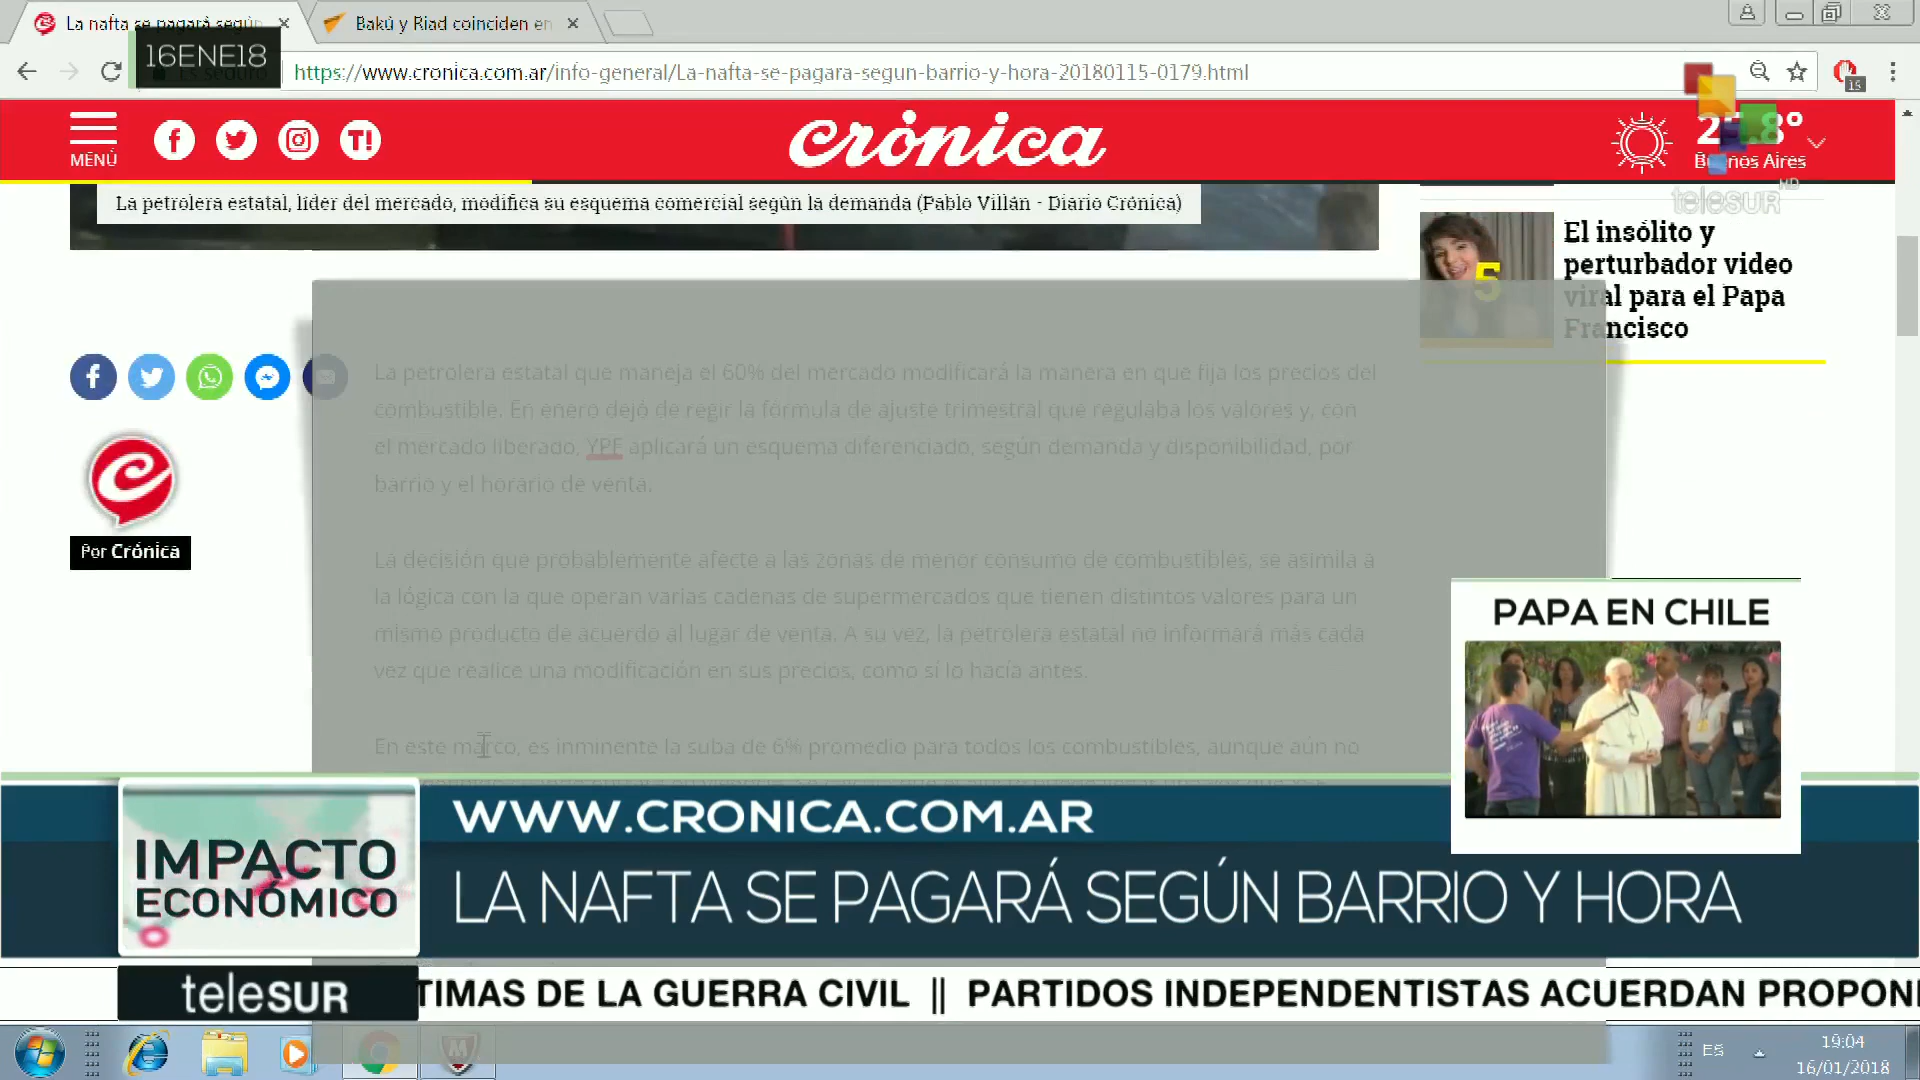 La nafta se pagará según
Bakú y Riad coinciden en
16ENE18
https://www.cronica.com.ar/info-general/La-nafta-se-pagara-segun-barrio-y-hora-20180115-0179.html
15
MENÚ
T!
crónica
Buenos Aires
teleSUR
HD
La petrolera estatal, líder del mercado, modifica su esquema comercial según la demanda (Pablo Villán - Diario Crónica)
5
El insólito y
perturbador video
viral para el Papa
Francisco
La petrolera estatal que maneja el 60% del mercado modificará la manera en que fija los precios del
combustible. En enero dejó de regir la fórmula de ajuste trimestral que regulaba los valores y, con
el mercado liberado, YPF aplicará un esquema diferenciado, según demanda y disponibilidad, por
barrio y el horario de venta.
Por Crónica
La decisión que probablemente afecte a las zonas de menor consumo de combustibles, se asimila a
la lógica con la que operan varias cadenas de supermercados que tienen distintos valores para un
mismo producto de acuerdo al lugar de venta. A su vez, la petrolera estatal no informará más cada
vez que realice una modificación en sus precios, como sí lo hacía antes.
En este marco, es inminente la suba de 6% promedio para todos los combustibles, aunque aún no
PAPA EN CHILE
IMPACTO
ECONÓMICO
WWW.CRONICA.COM.AR
LA NAFTA SE PAGARÁ SEGÚN BARRIO Y HORA
teleSUR
TIMAS DE LA GUERRA CIVIL || PARTIDOS INDEPENDENTISTAS ACUERDAN PROPON
ES
19:04
16/01/2018